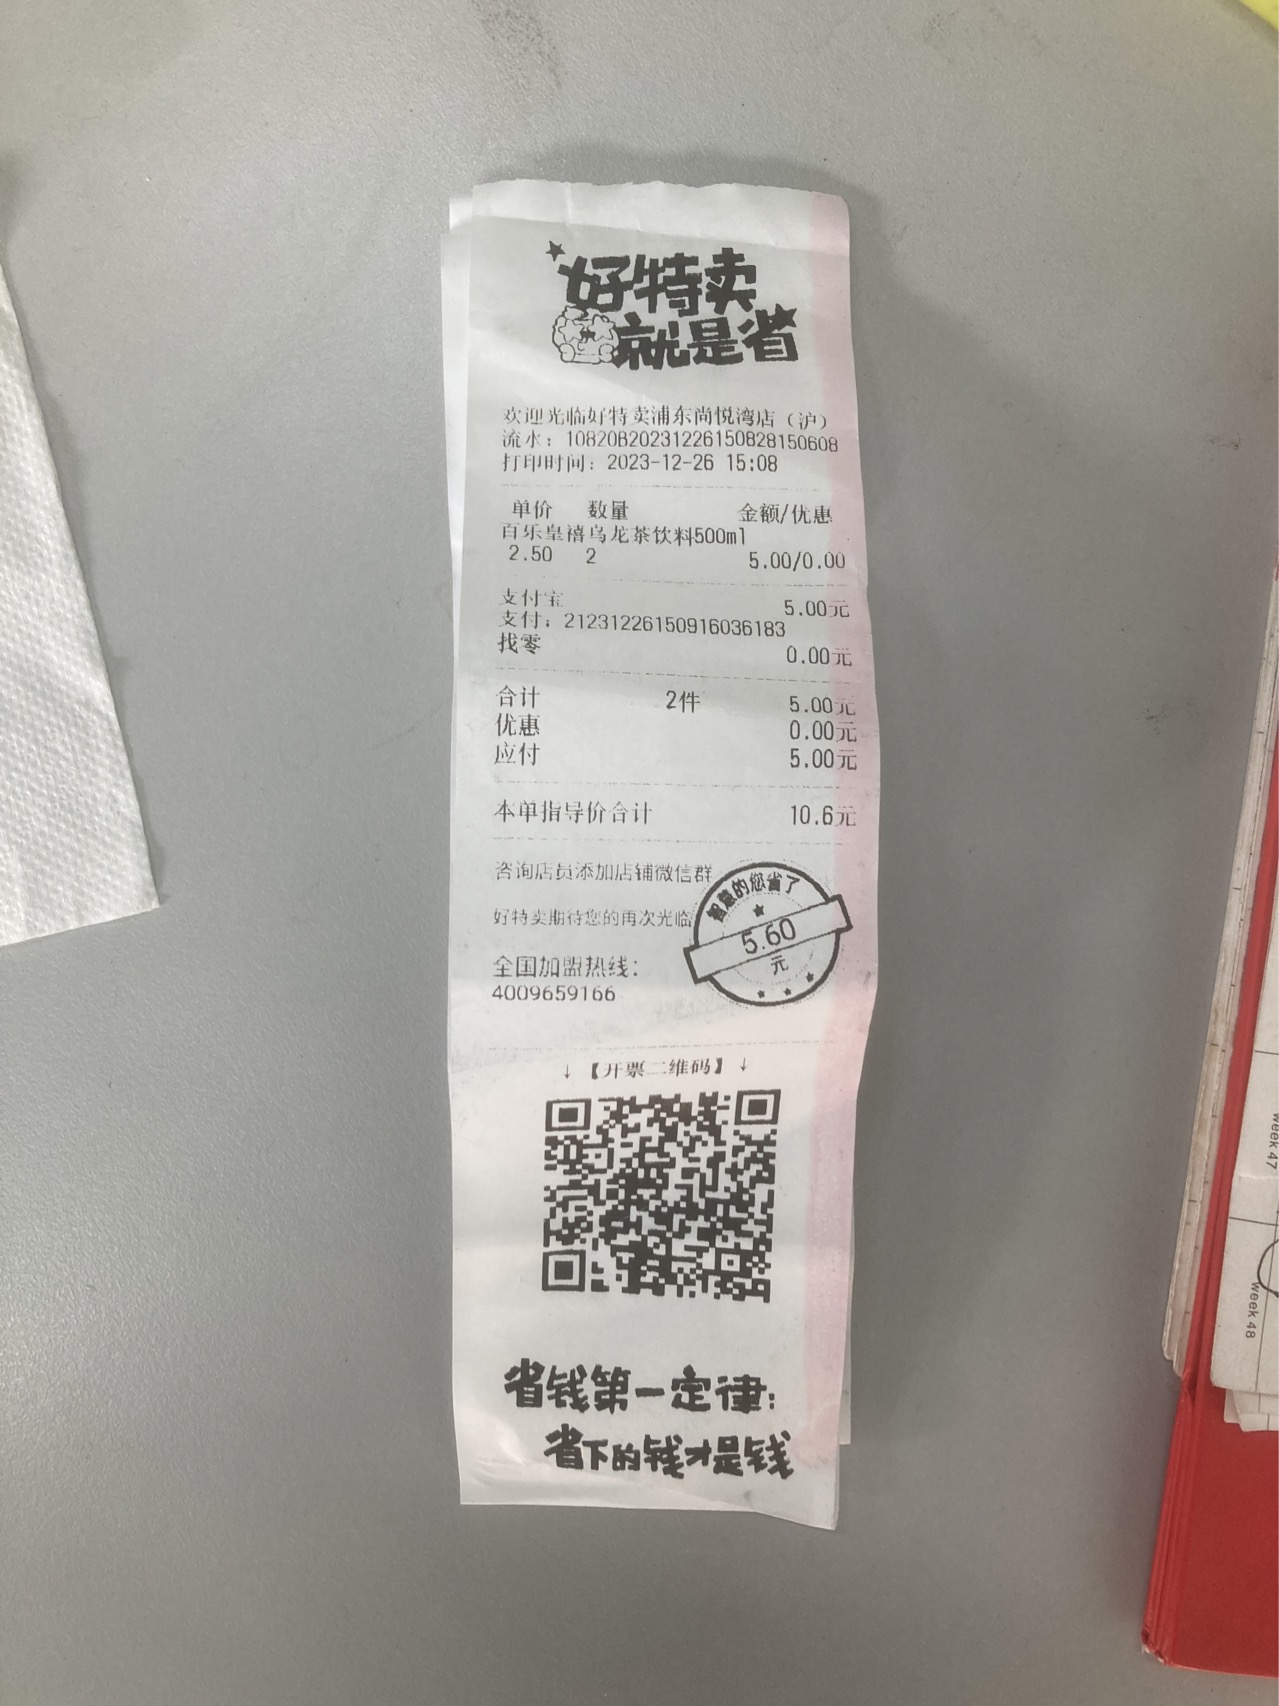 好特卖
就是省
欢迎光临好特卖浦东尚悦湾店（沪）
流水：10820820231226150828150608
打印时间：2023-12-26 15:08
单价 数量 金额/优惠
百乐皇禧乌龙茶饮料500ml
2.50 2 5.00/0.00
支付宝 5.00元
支付：2123122615091603​6183
找零 0.00元
合计 2件 5.00元
优惠 0.00元
应付 5.00元
本单指导价合计 10.6元
咨询店员添加店铺微信群
好特卖期待您的再次光临
智慧的您省了
5.60
元
全国加盟热线：
4009659166
↓【开票二维码】↓
省钱第一定律：
省下的钱才是钱
week 47
week 48